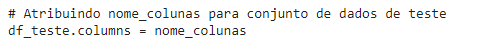 # Atribuindo nome_colunas para conjunto de dados de teste
df_teste.columns = nome_colunas